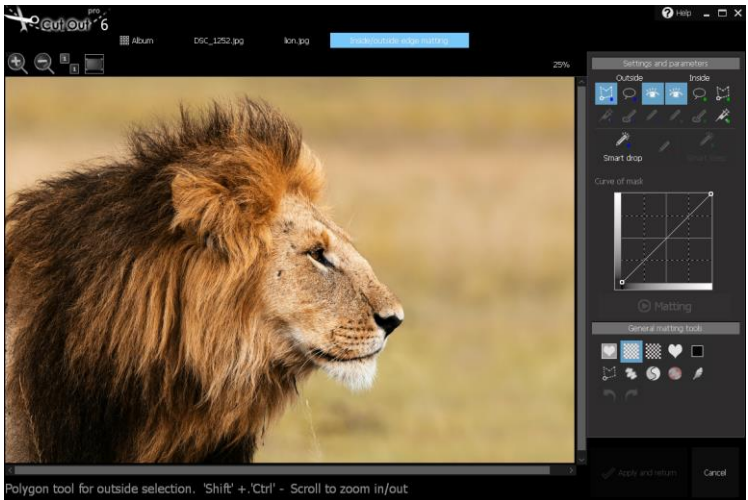 pro
Cut Out 6
? Help
Album DSC_1252.jpg lion.jpg Inside/outside edge matting
25%
Settings and parameters
Outside Inside
Smart drop Smart drop
Curve of mask
Matting
General matting tools
Apply and return Cancel
Polygon tool for outside selection. 'Shift' +.'Ctrl' - Scroll to zoom in/out